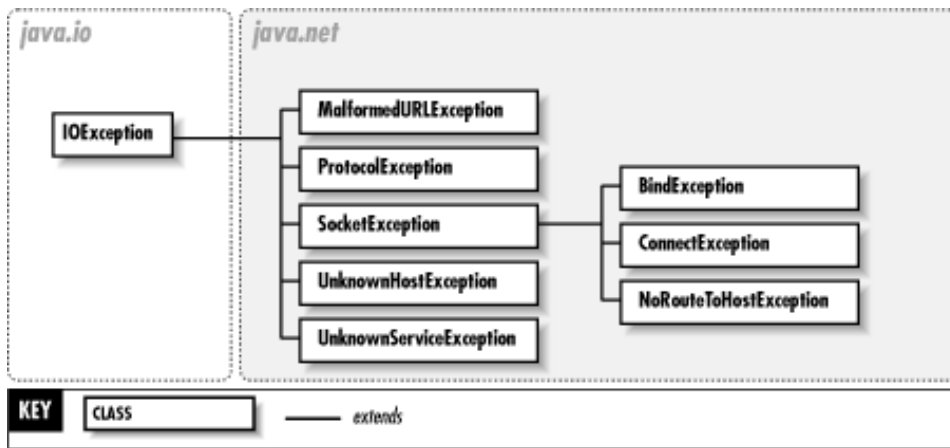 java.io
java.net
IOException
MalformedURLException
ProtocolException
SocketException
UnknownHostException
UnknownServiceException
BindException
ConnectException
NoRouteToHostException
KEY
CLASS
extends